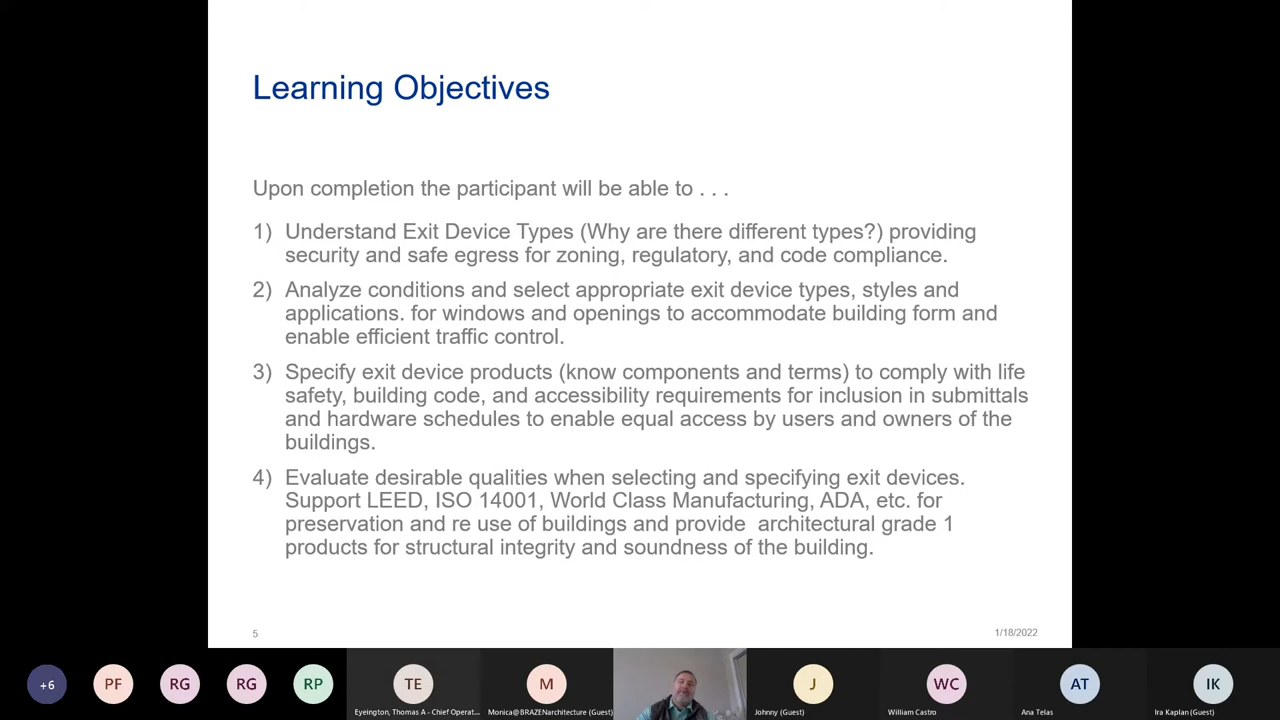 Learning Objectives
Upon completion the participant will be able to . . .
1) Understand Exit Device Types (Why are there different types?) providing
security and safe egress for zoning, regulatory, and code compliance.
2) Analyze conditions and select appropriate exit device types, styles and
applications. for windows and openings to accommodate building form and
enable efficient traffic control.
3) Specify exit device products (know components and terms) to comply with life
safety, building code, and accessibility requirements for inclusion in submittals
and hardware schedules to enable equal access by users and owners of the
buildings.
4) Evaluate desirable qualities when selecting and specifying exit devices.
Support LEED, ISO 14001, World Class Manufacturing, ADA, etc. for
preservation and re use of buildings and provide  architectural grade 1
products for structural integrity and soundness of the building.
5
1/18/2022
+6 PF RG RG RP TE M J WC AT IK
Eyeington, Thomas A - Chief Operat... Monica@BRAZENarchitecture (Guest) Johnny (Guest) William Castro Ana Telas Ira Kaplan (Guest)